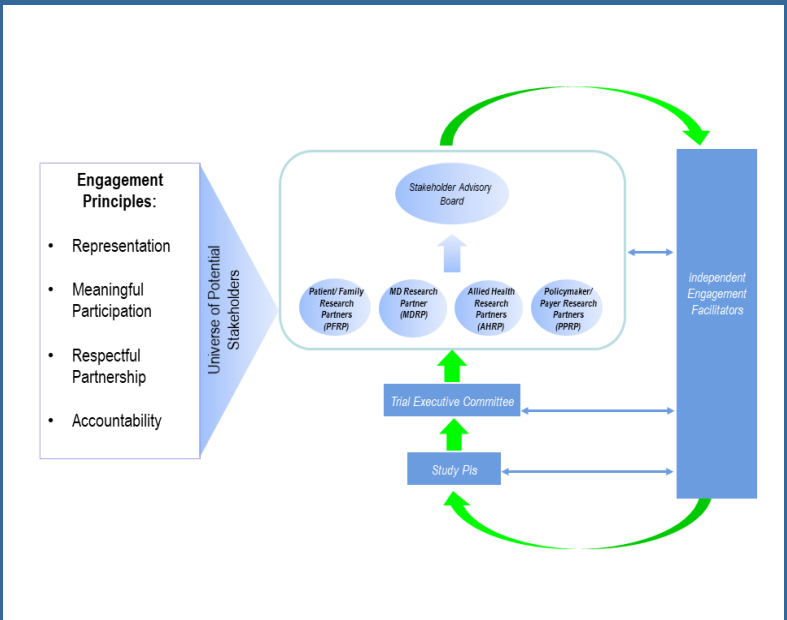 Engagement
Principles:
• Representation
• Meaningful
Participation
• Respectful
Partnership
• Accountability
Universe of Potential
Stakeholders
Stakeholder Advisory
Board
Patient/ Family
Research
Partners
(PFRP)
MD Research
Partner
(MDRP)
Allied Health
Research
Partners
(AHRP)
Policymaker/
Payer Research
Partners
(PPRP)
Trial Executive Committee
Study PIs
Independent
Engagement
Facilitators